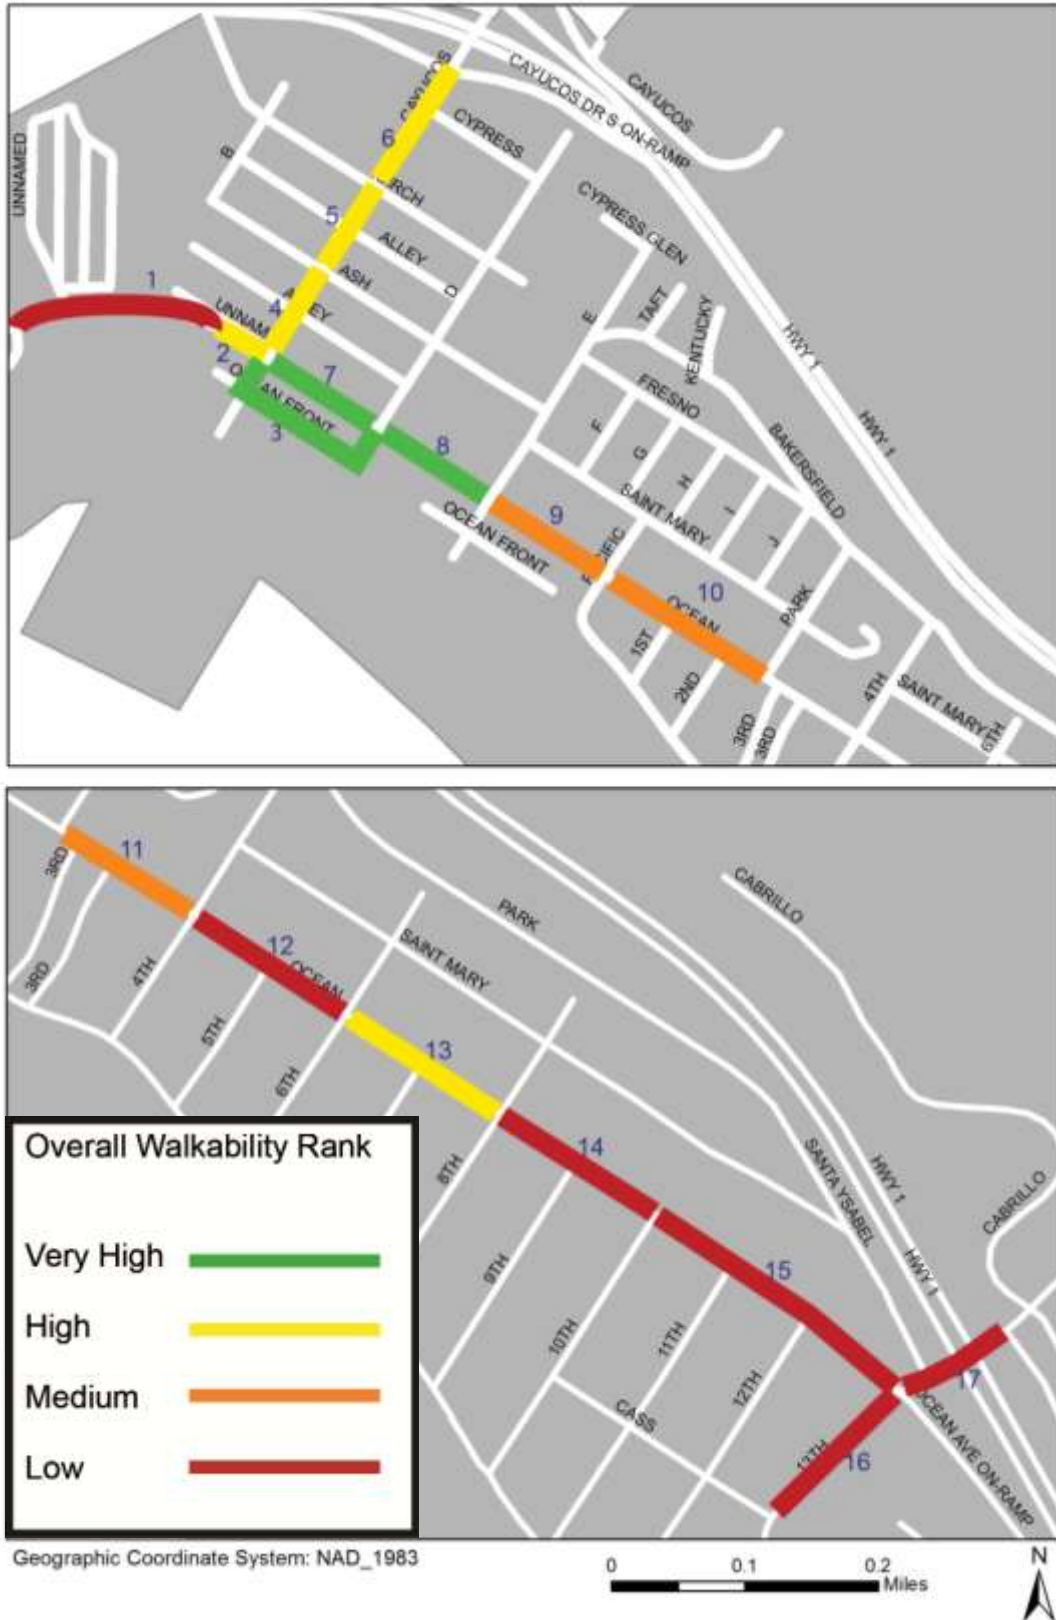 CAYUCOS
CAYUCOS DR S ON-RAMP
CAYUCOS
CYPRESS
6
UNNAMED
B
CYPRESS GLEN
5
ALLEY
ASH
D
1
4
UNNAM
E
TAFT
KENTUCKY
HWY 1
2
7
AN FRONT
FRESNO
HWY 1
3
8
F
G
H
I
J
BAKERSFIELD
SAINT MARY
9
OCEAN FRONT
10
OCEAN
PARK
1ST
2ND
3RD
3RD
4TH
SAINT MARY
6TH
11
3RD
3RD
4TH
12
OCEAN
5TH
6TH
13
PARK
SAINT MARY
CABRILLO
8TH
14
9TH
10TH
15
11TH
12TH
SANTA YSABEL
HWY 1
HWY 1
CABRILLO
17
CASS
13TH
16
OCEAN AVE ON-RAMP
Overall Walkability Rank
Very High
High
Medium
Low
Geographic Coordinate System: NAD_1983
0 0.1 0.2
Miles
N